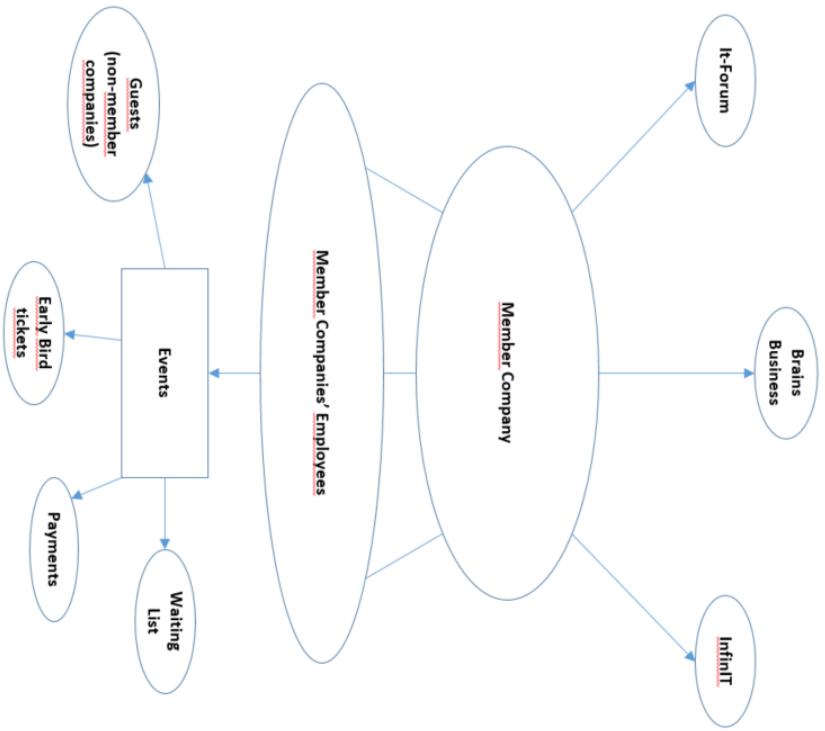 It-Forum
Brains
Business
InfinIT
Member Company
Member Companies' Employees
Guests
(non-member
companies)
Events
Waiting
List
Early Bird
tickets
Payments